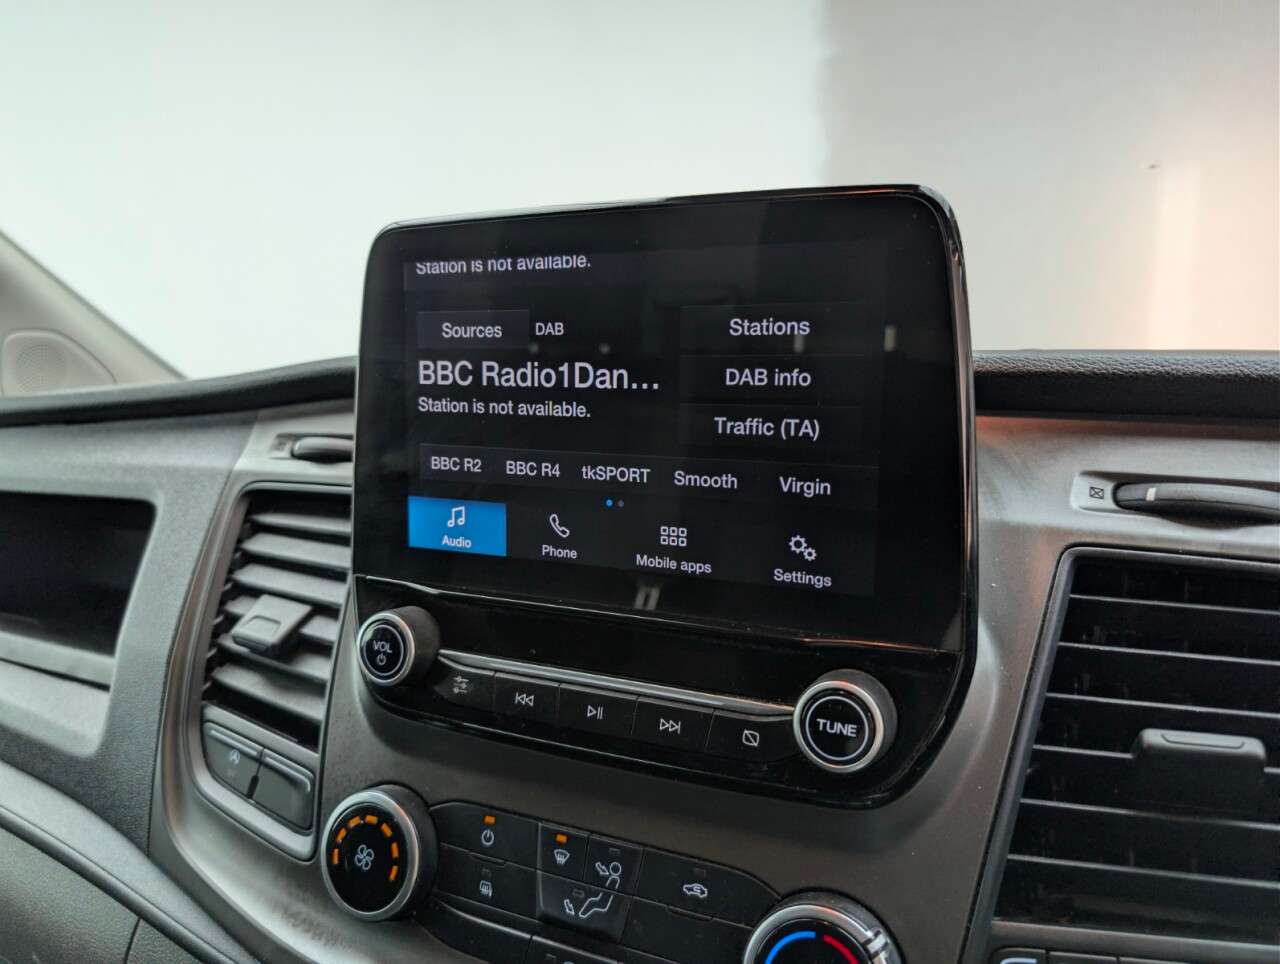 Station is not available.
Sources DAB Stations
BBC Radio1Dan...
DAB info
Station is not available.
Traffic (TA)
BBC R2 BBC R4 tkSPORT Smooth Virgin
Audio Phone Mobile apps Settings
VOL
TUNE